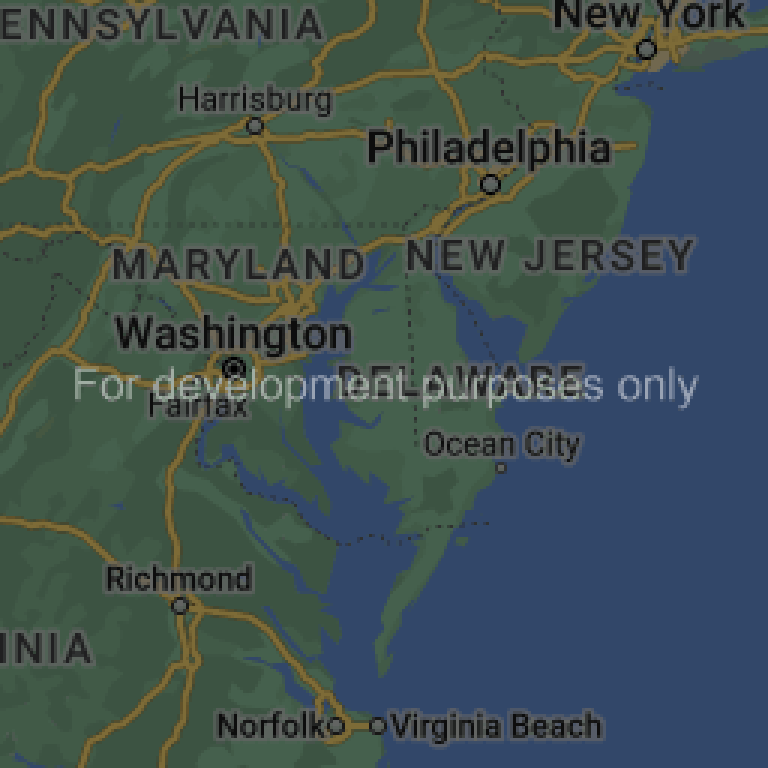 ENNSYLVANIA
New York
Harrisburg
Philadelphia
MARYLAND
NEW JERSEY
Washington
DELAWARE
For development purposes only
Fairfax
Ocean City
Richmond
INIA
Norfolk
Virginia Beach